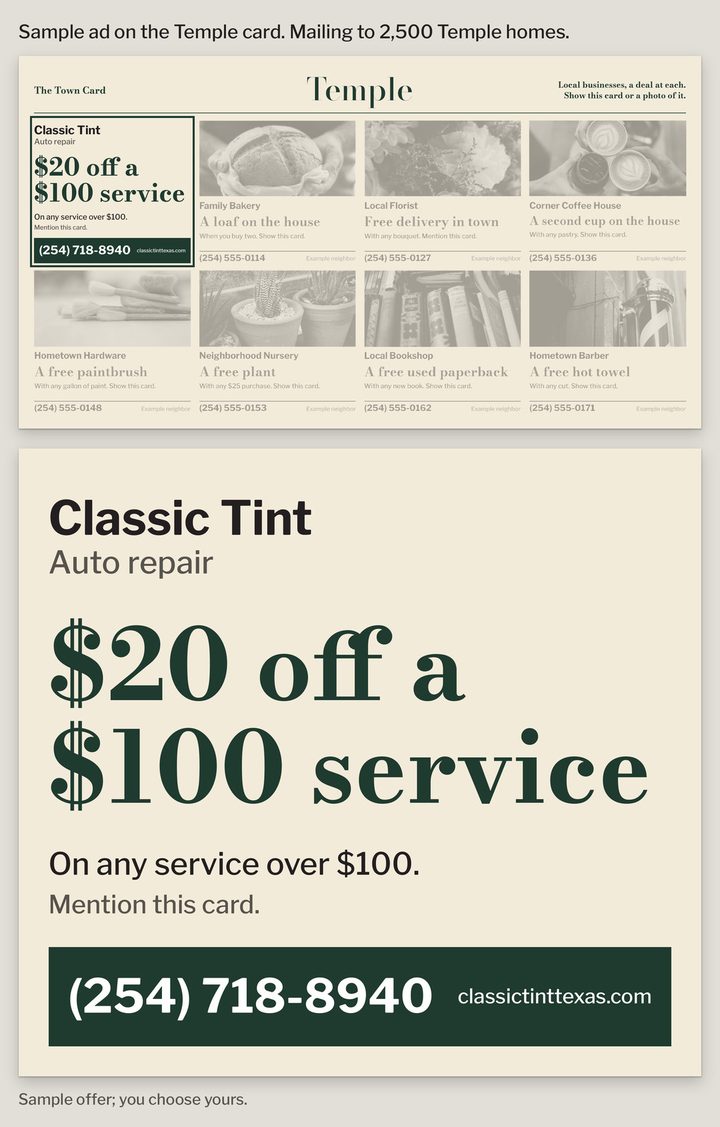 Sample ad on the Temple card. Mailing to 2,500 Temple homes.
The Town Card
Temple
Local businesses, a deal at each.
Show this card or a photo of it.
Classic Tint
Auto repair
$20 off a
$100 service
On any service over $100.
Mention this card.
(254) 718-8940 classictinttexas.com
Family Bakery
A loaf on the house
When you buy two. Show this card.
(254) 555-0114 Example neighbor
Local Florist
Free delivery in town
With any bouquet. Mention this card.
(254) 555-0127 Example neighbor
Corner Coffee House
A second cup on the house
With any pastry. Show this card.
(254) 555-0136 Example neighbor
Hometown Hardware
A free paintbrush
With any gallon of paint. Show this card.
(254) 555-0148 Example neighbor
Neighborhood Nursery
A free plant
With any $25 purchase. Show this card.
(254) 555-0153 Example neighbor
Local Bookshop
A free used paperback
With any new book. Show this card.
(254) 555-0162 Example neighbor
Hometown Barber
A free hot towel
With any cut. Show this card.
(254) 555-0171 Example neighbor
Classic Tint
Auto repair
$20 off a
$100 service
On any service over $100.
Mention this card.
(254) 718-8940 classictinttexas.com
Sample offer; you choose yours.